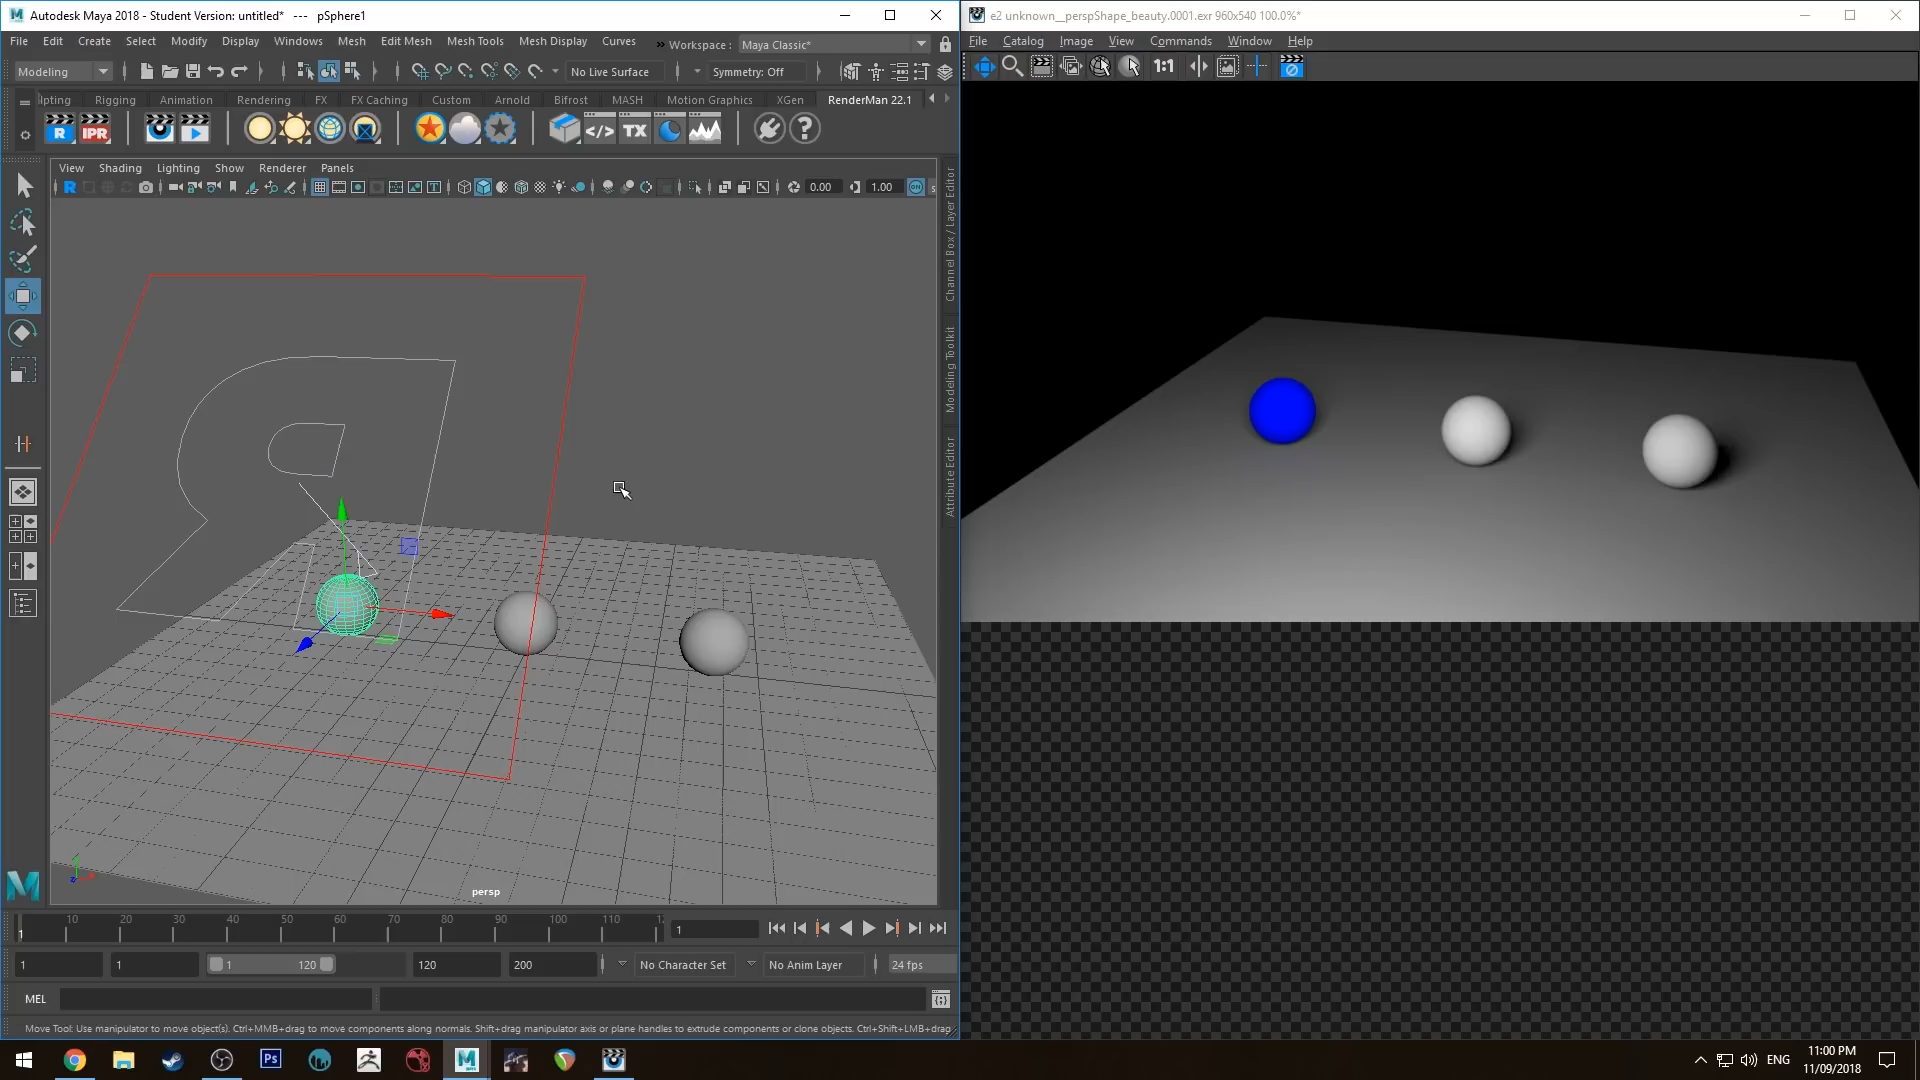 Autodesk Maya 2018 - Student Version: untitled*   ---   pSphere1
File Edit Create Select Modify Display Windows Mesh Edit Mesh Mesh Tools Mesh Display Curves » Workspace : Maya Classic*
Modeling No Live Surface Symmetry: Off
lpting Rigging Animation Rendering FX FX Caching Custom Arnold Bifrost MASH Motion Graphics XGen RenderMan 22.1
R IPR </> TX ?
View Shading Lighting Show Renderer Panels
R T 0.00 1.00 ON s
Channel Box / Layer Editor
Modeling Toolkit
Attribute Editor
persp
10 20 30 40 50 60 70 80 90 100 110 12
1
1
1 1 1 120 120 200 No Character Set No Anim Layer 24 fps
MEL
Move Tool: Use manipulator to move object(s). Ctrl+MMB+drag to move components along normals. Shift+drag manipulator axis or plane handles to extrude components or clone objects. Ctrl+Shift+LMB+drag
e2 unknown__perspShape_beauty.0001.exr 960x540 100.0%*
File Catalog Image View Commands Window Help
1:1
Ps
M
ENG
11:00 PM
11/09/2018